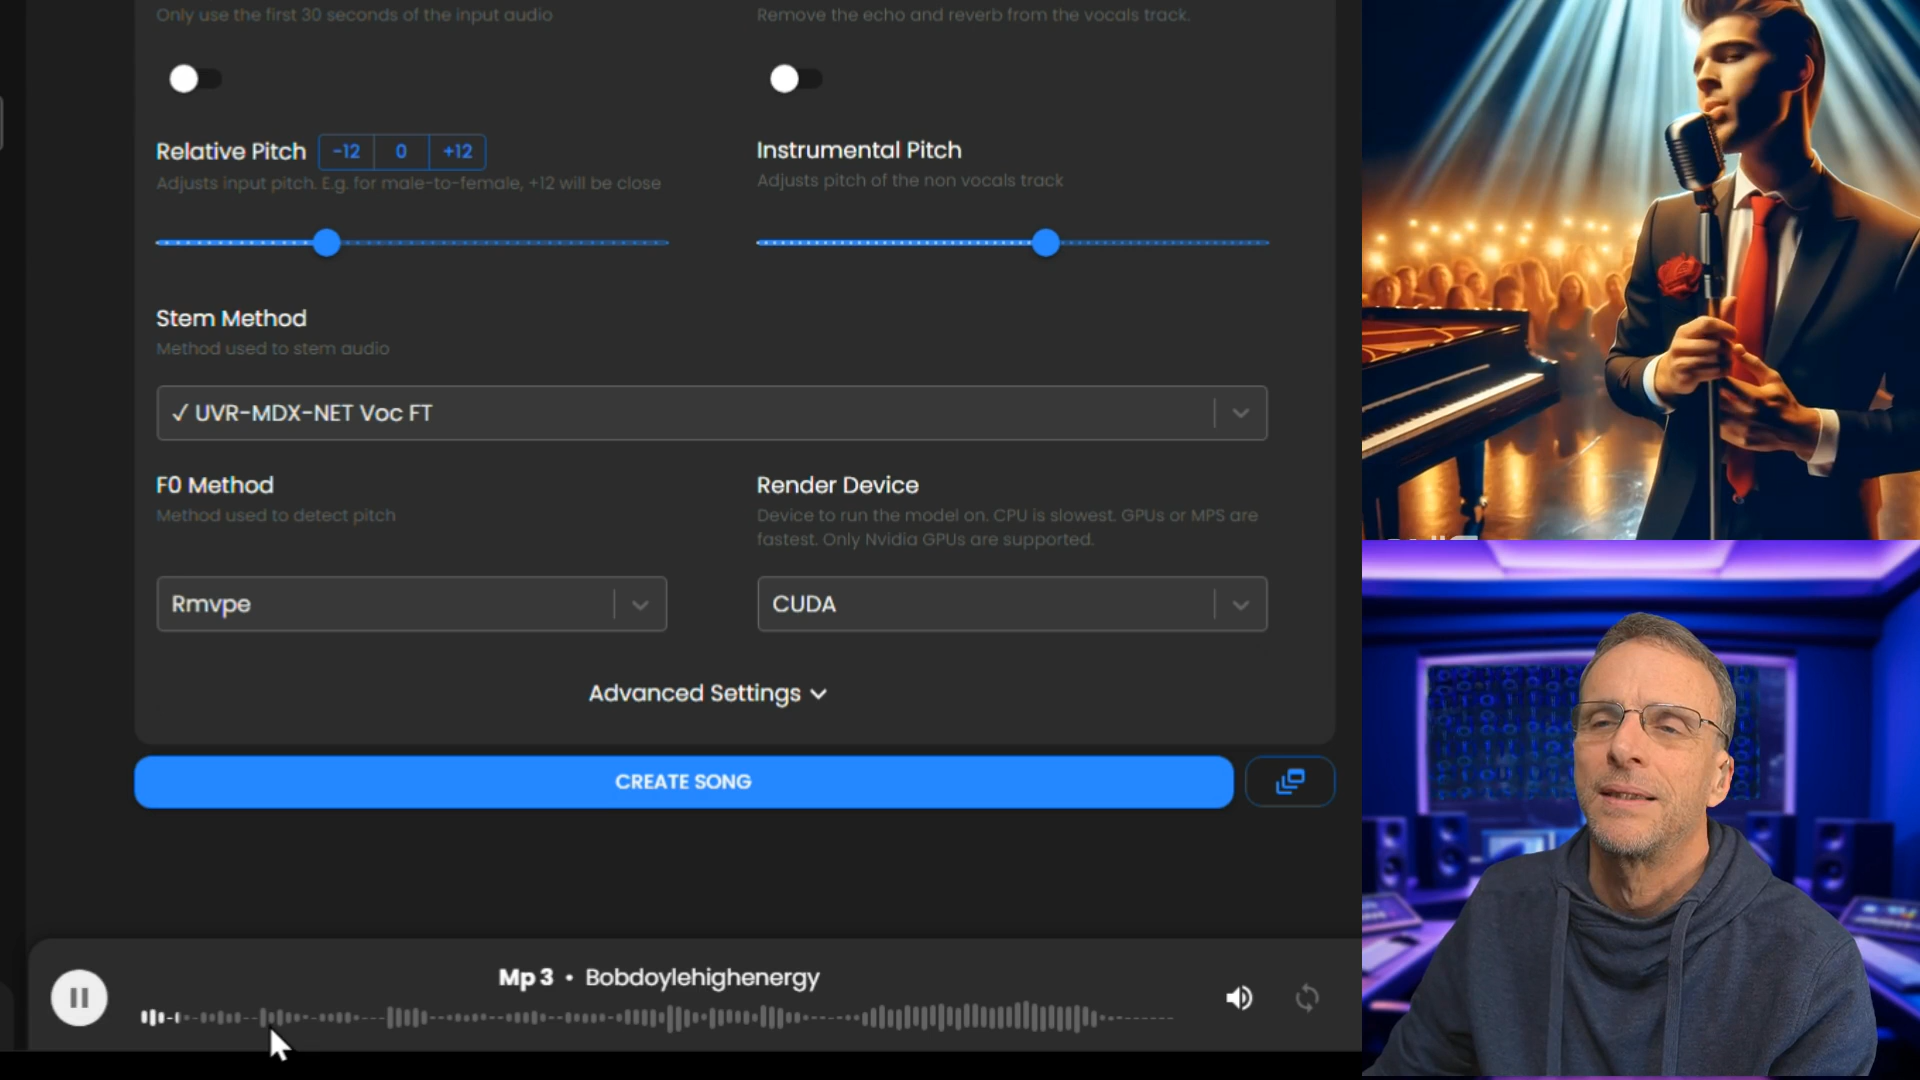 Only use the first 30 seconds of the input audio
Remove the echo and reverb from the vocals track.
Relative Pitch -12 0 +12
Adjusts input pitch. E.g. for male-to-female, +12 will be close
Instrumental Pitch
Adjusts pitch of the non vocals track
Stem Method
Method used to stem audio
✓ UVR-MDX-NET Voc FT
F0 Method
Method used to detect pitch
Render Device
Device to run the model on. CPU is slowest. GPUs or MPS are
fastest. Only Nvidia GPUs are supported.
Rmvpe
CUDA
Advanced Settings
CREATE SONG
Mp3 • Bobdoylehighenergy